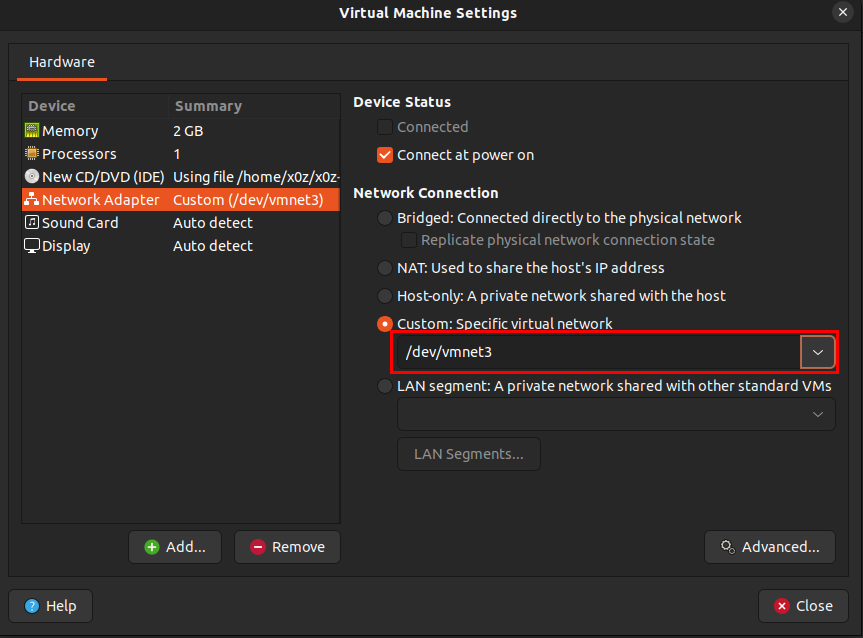 Virtual Machine Settings
Hardware
Device Summary
Memory 2 GB
Processors 1
New CD/DVD (IDE) Using file /home/x0z/x0z-
Network Adapter Custom (/dev/vmnet3)
Sound Card Auto detect
Display Auto detect
Add...
Remove
Device Status
Connected
Connect at power on
Network Connection
Bridged: Connected directly to the physical network
Replicate physical network connection state
NAT: Used to share the host's IP address
Host-only: A private network shared with the host
Custom: Specific virtual network
/dev/vmnet3
LAN segment: A private network shared with other standard VMs
LAN Segments...
Advanced...
Help
Close